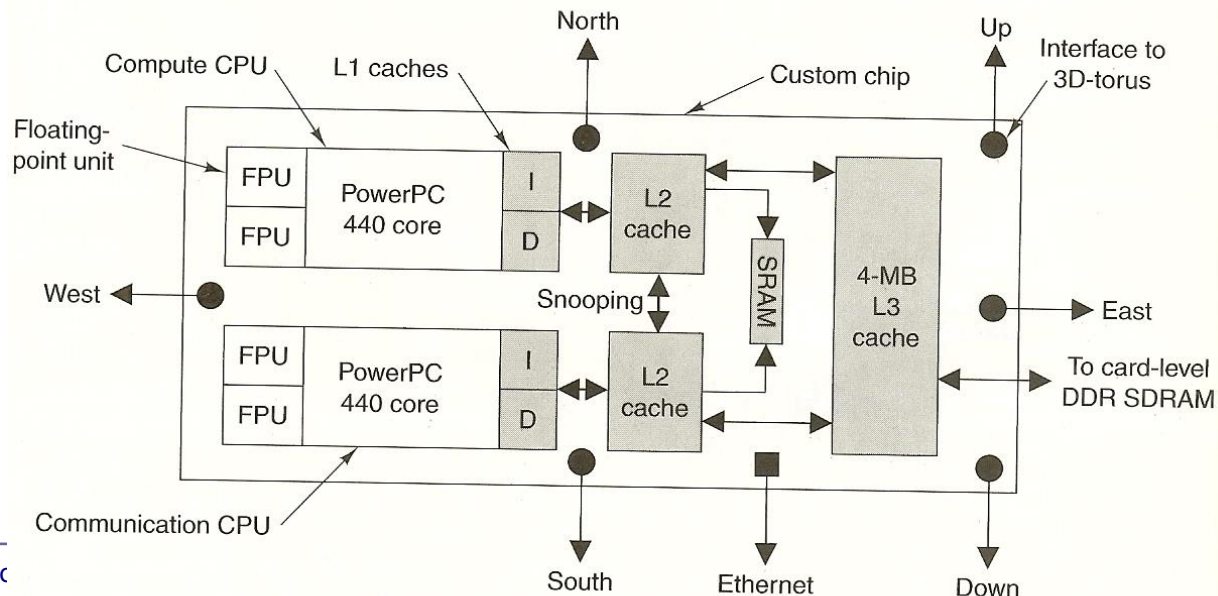 North
Up
Compute CPU
L1 caches
Custom chip
Interface to
3D-torus
Floating-
point unit
FPU
FPU
PowerPC
440 core
I
D
L2
cache
SRAM
4-MB
L3
cache
West
Snooping
East
FPU
FPU
PowerPC
440 core
I
D
L2
cache
To card-level
DDR SDRAM
Communication CPU
South
Ethernet
Down